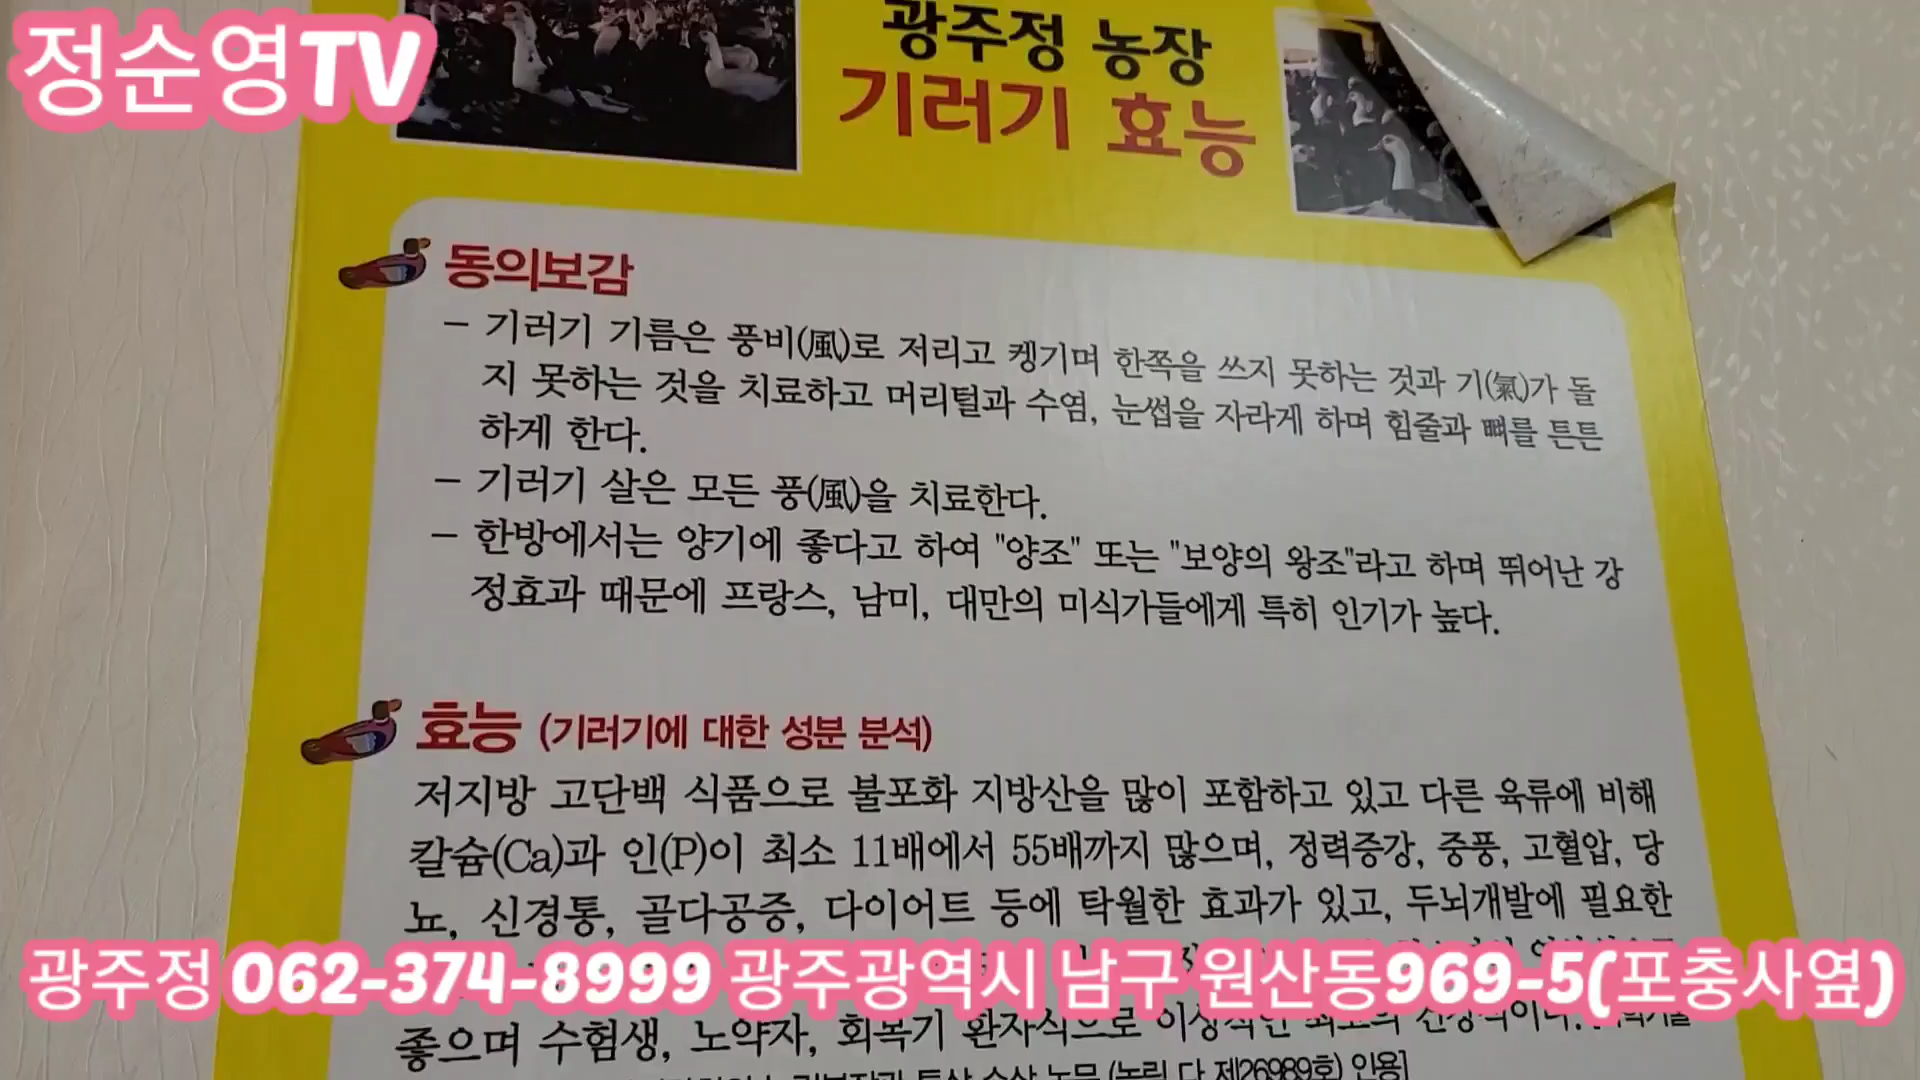 정순영TV
광주정 농장
기러기 효능
동의보감
- 기러기 기름은 풍비(風)로 저리고 켕기며 한쪽을 쓰지 못하는 것과 기(氣)가 돌
지 못하는 것을 치료하고 머리털과 수염, 눈썹을 자라게 하며 힘줄과 뼈를 튼튼
하게 한다.
- 기러기 살은 모든 풍(風)을 치료한다.
- 한방에서는 양기에 좋다고 하여 "양조" 또는 "보양의 왕조"라고 하며 뛰어난 강
정효과 때문에 프랑스, 남미, 대만의 미식가들에게 특히 인기가 높다.
효능 (기러기에 대한 성분 분석)
저지방 고단백 식품으로 불포화 지방산을 많이 포함하고 있고 다른 육류에 비해
칼슘(Ca)과 인(P)이 최소 11배에서 55배까지 많으며, 정력증강, 중풍, 고혈압, 당
뇨, 신경통, 골다공증, 다이어트 등에 탁월한 효과가 있고, 두뇌개발에 필요한
광주정 062-374-8999 광주광역시 남구 원산동969-5(포충사옆)
좋으며 수험생, 노약자, 회복기 환자식으로
제26989호) 인용]